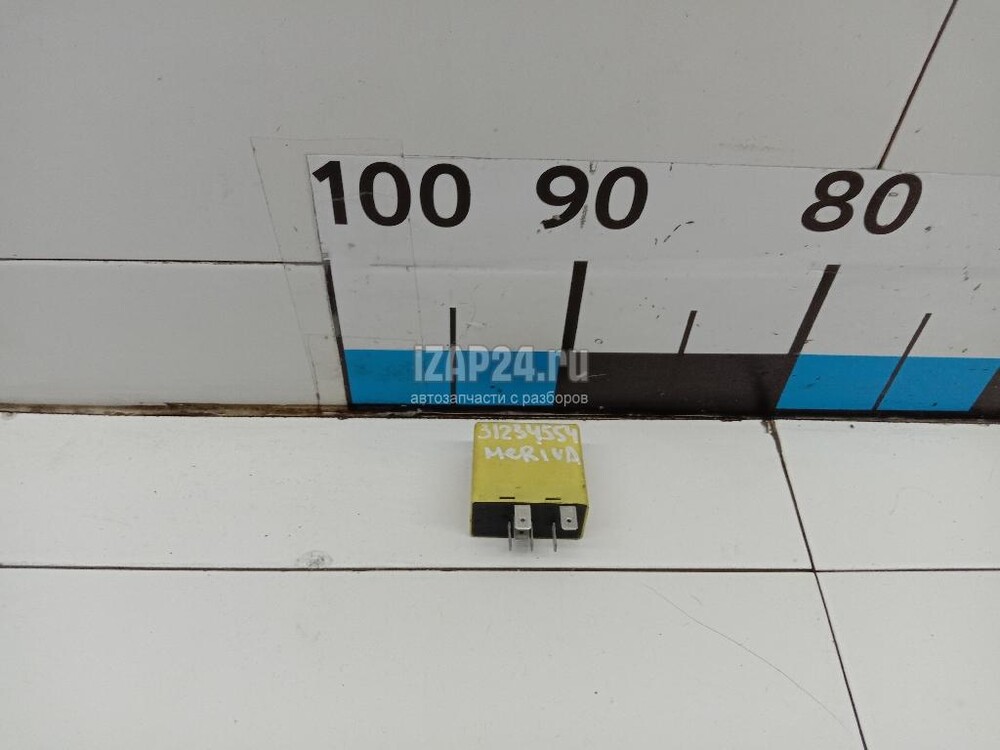 100 90 80
IZAP24.ru
автозапчасти с разборов
31234554
MERIVA